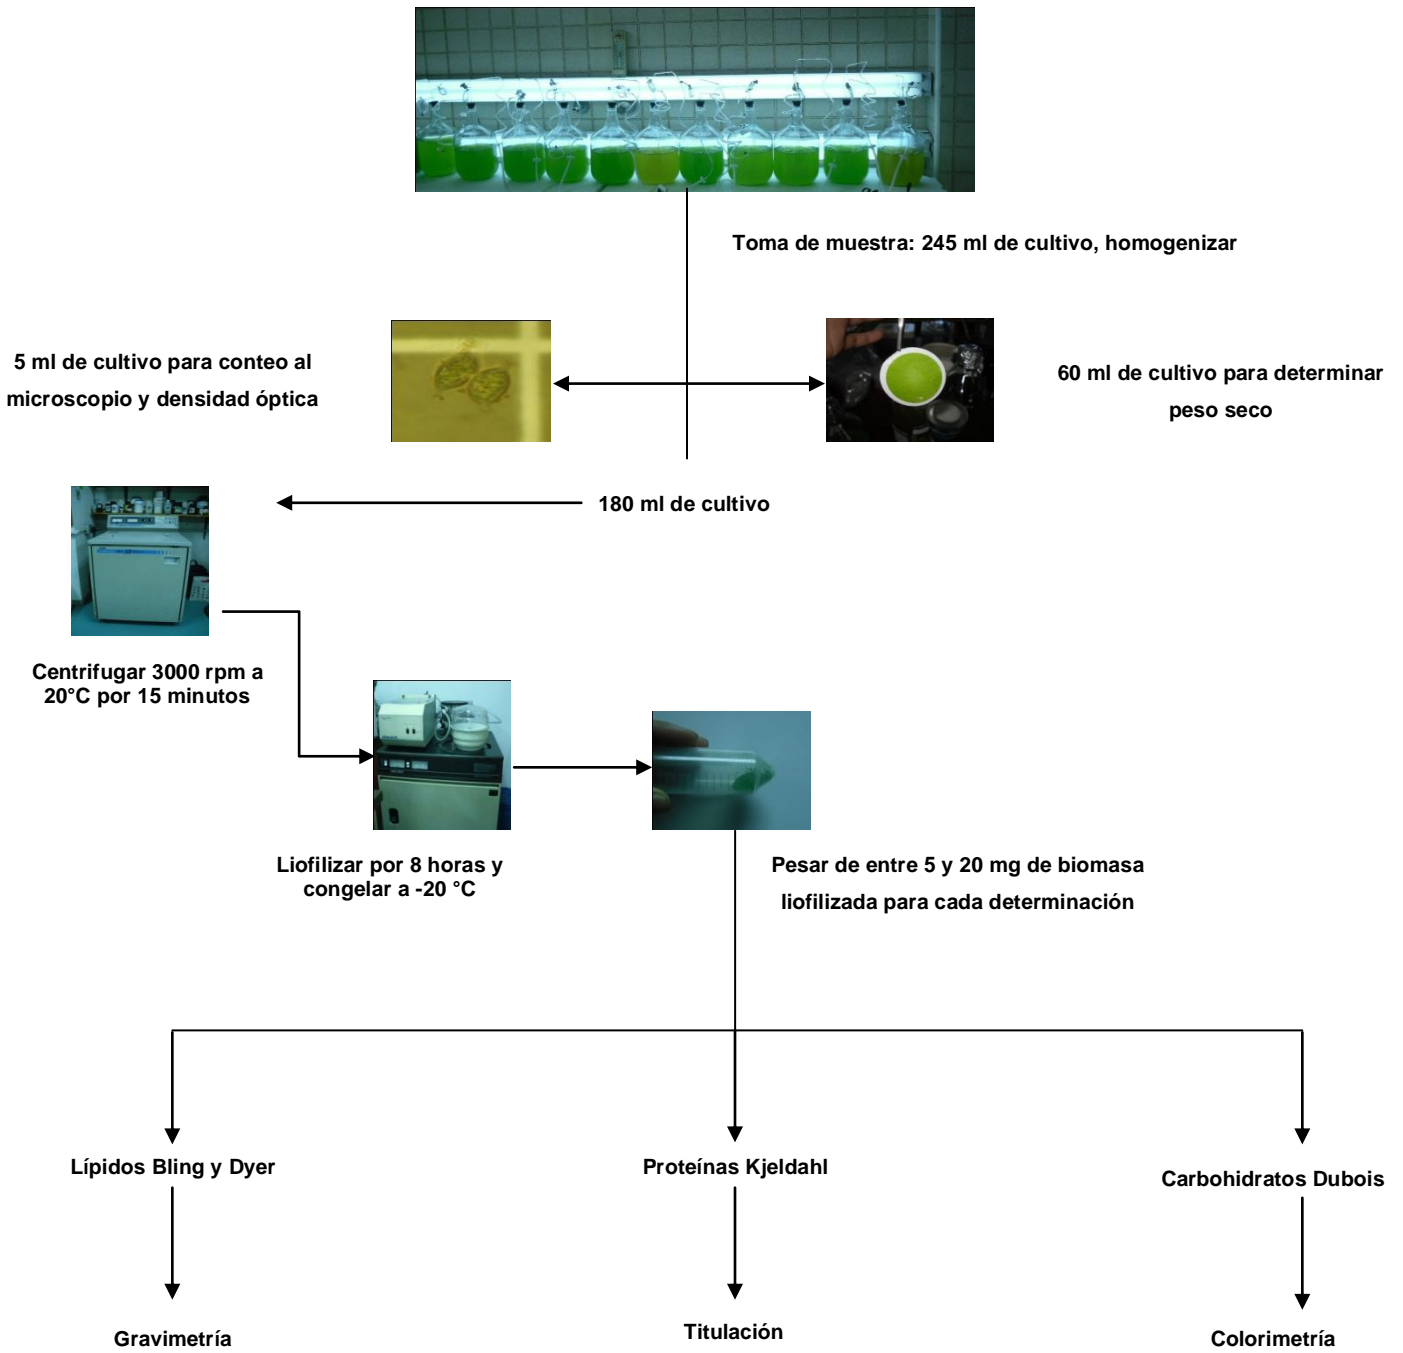 Toma de muestra: 245 ml de cultivo, homogenizar
5 ml de cultivo para conteo al
microscopio y densidad óptica
60 ml de cultivo para determinar
peso seco
180 ml de cultivo
Centrifugar 3000 rpm a
20°C por 15 minutos
Liofilizar por 8 horas y
congelar a -20 °C
Pesar de entre 5 y 20 mg de biomasa
liofilizada para cada determinación
Lípidos Bling y Dyer
Proteínas Kjeldahl
Carbohidratos Dubois
Gravimetría
Titulación
Colorimetría